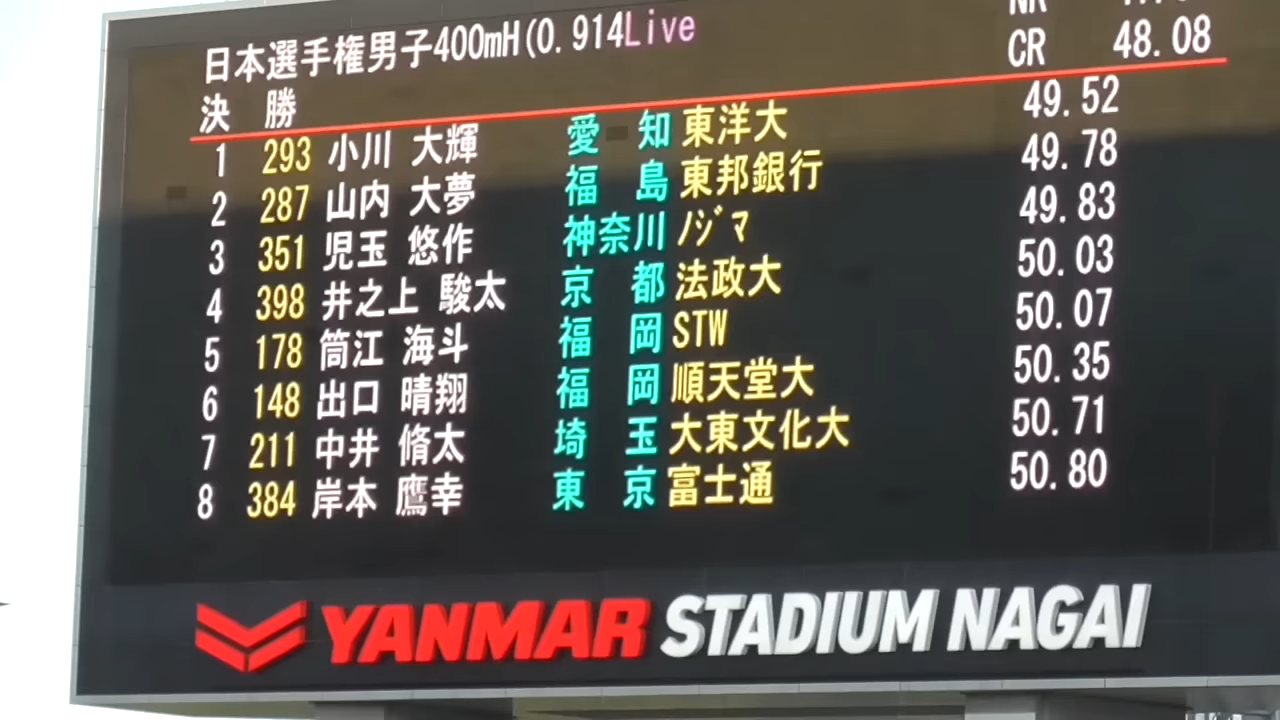 日本選手権男子400mH(0.914Live
NR
CR 48.08
決 勝
1 293 小川 大輝 愛 知 東洋大 49.52
2 287 山内 大夢 福 島 東邦銀行 49.78
3 351 児玉 悠作 神奈川 ﾉｼﾞﾏ 49.83
4 398 井之上 駿太 京 都 法政大 50.03
5 178 筒江 海斗 福 岡 STW 50.07
6 148 出口 晴翔 福 岡 順天堂大 50.35
7 211 中井 脩太 埼 玉 大東文化大 50.71
8 384 岸本 鷹幸 東 京 富士通 50.80
YANMAR STADIUM NAGAI